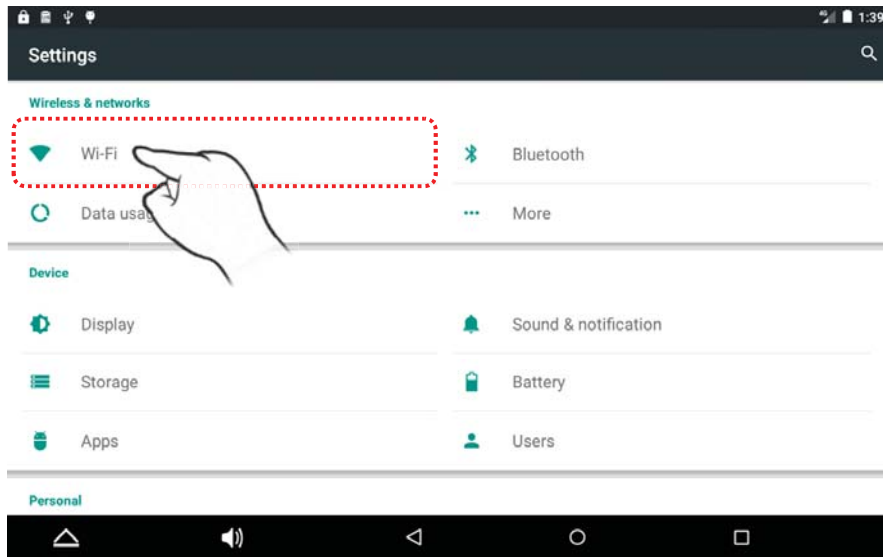 1:39
Settings
Wireless & networks
Wi-Fi
Bluetooth
More
Device
Display
Sound & notification
Storage
Battery
Apps
Users
Personal